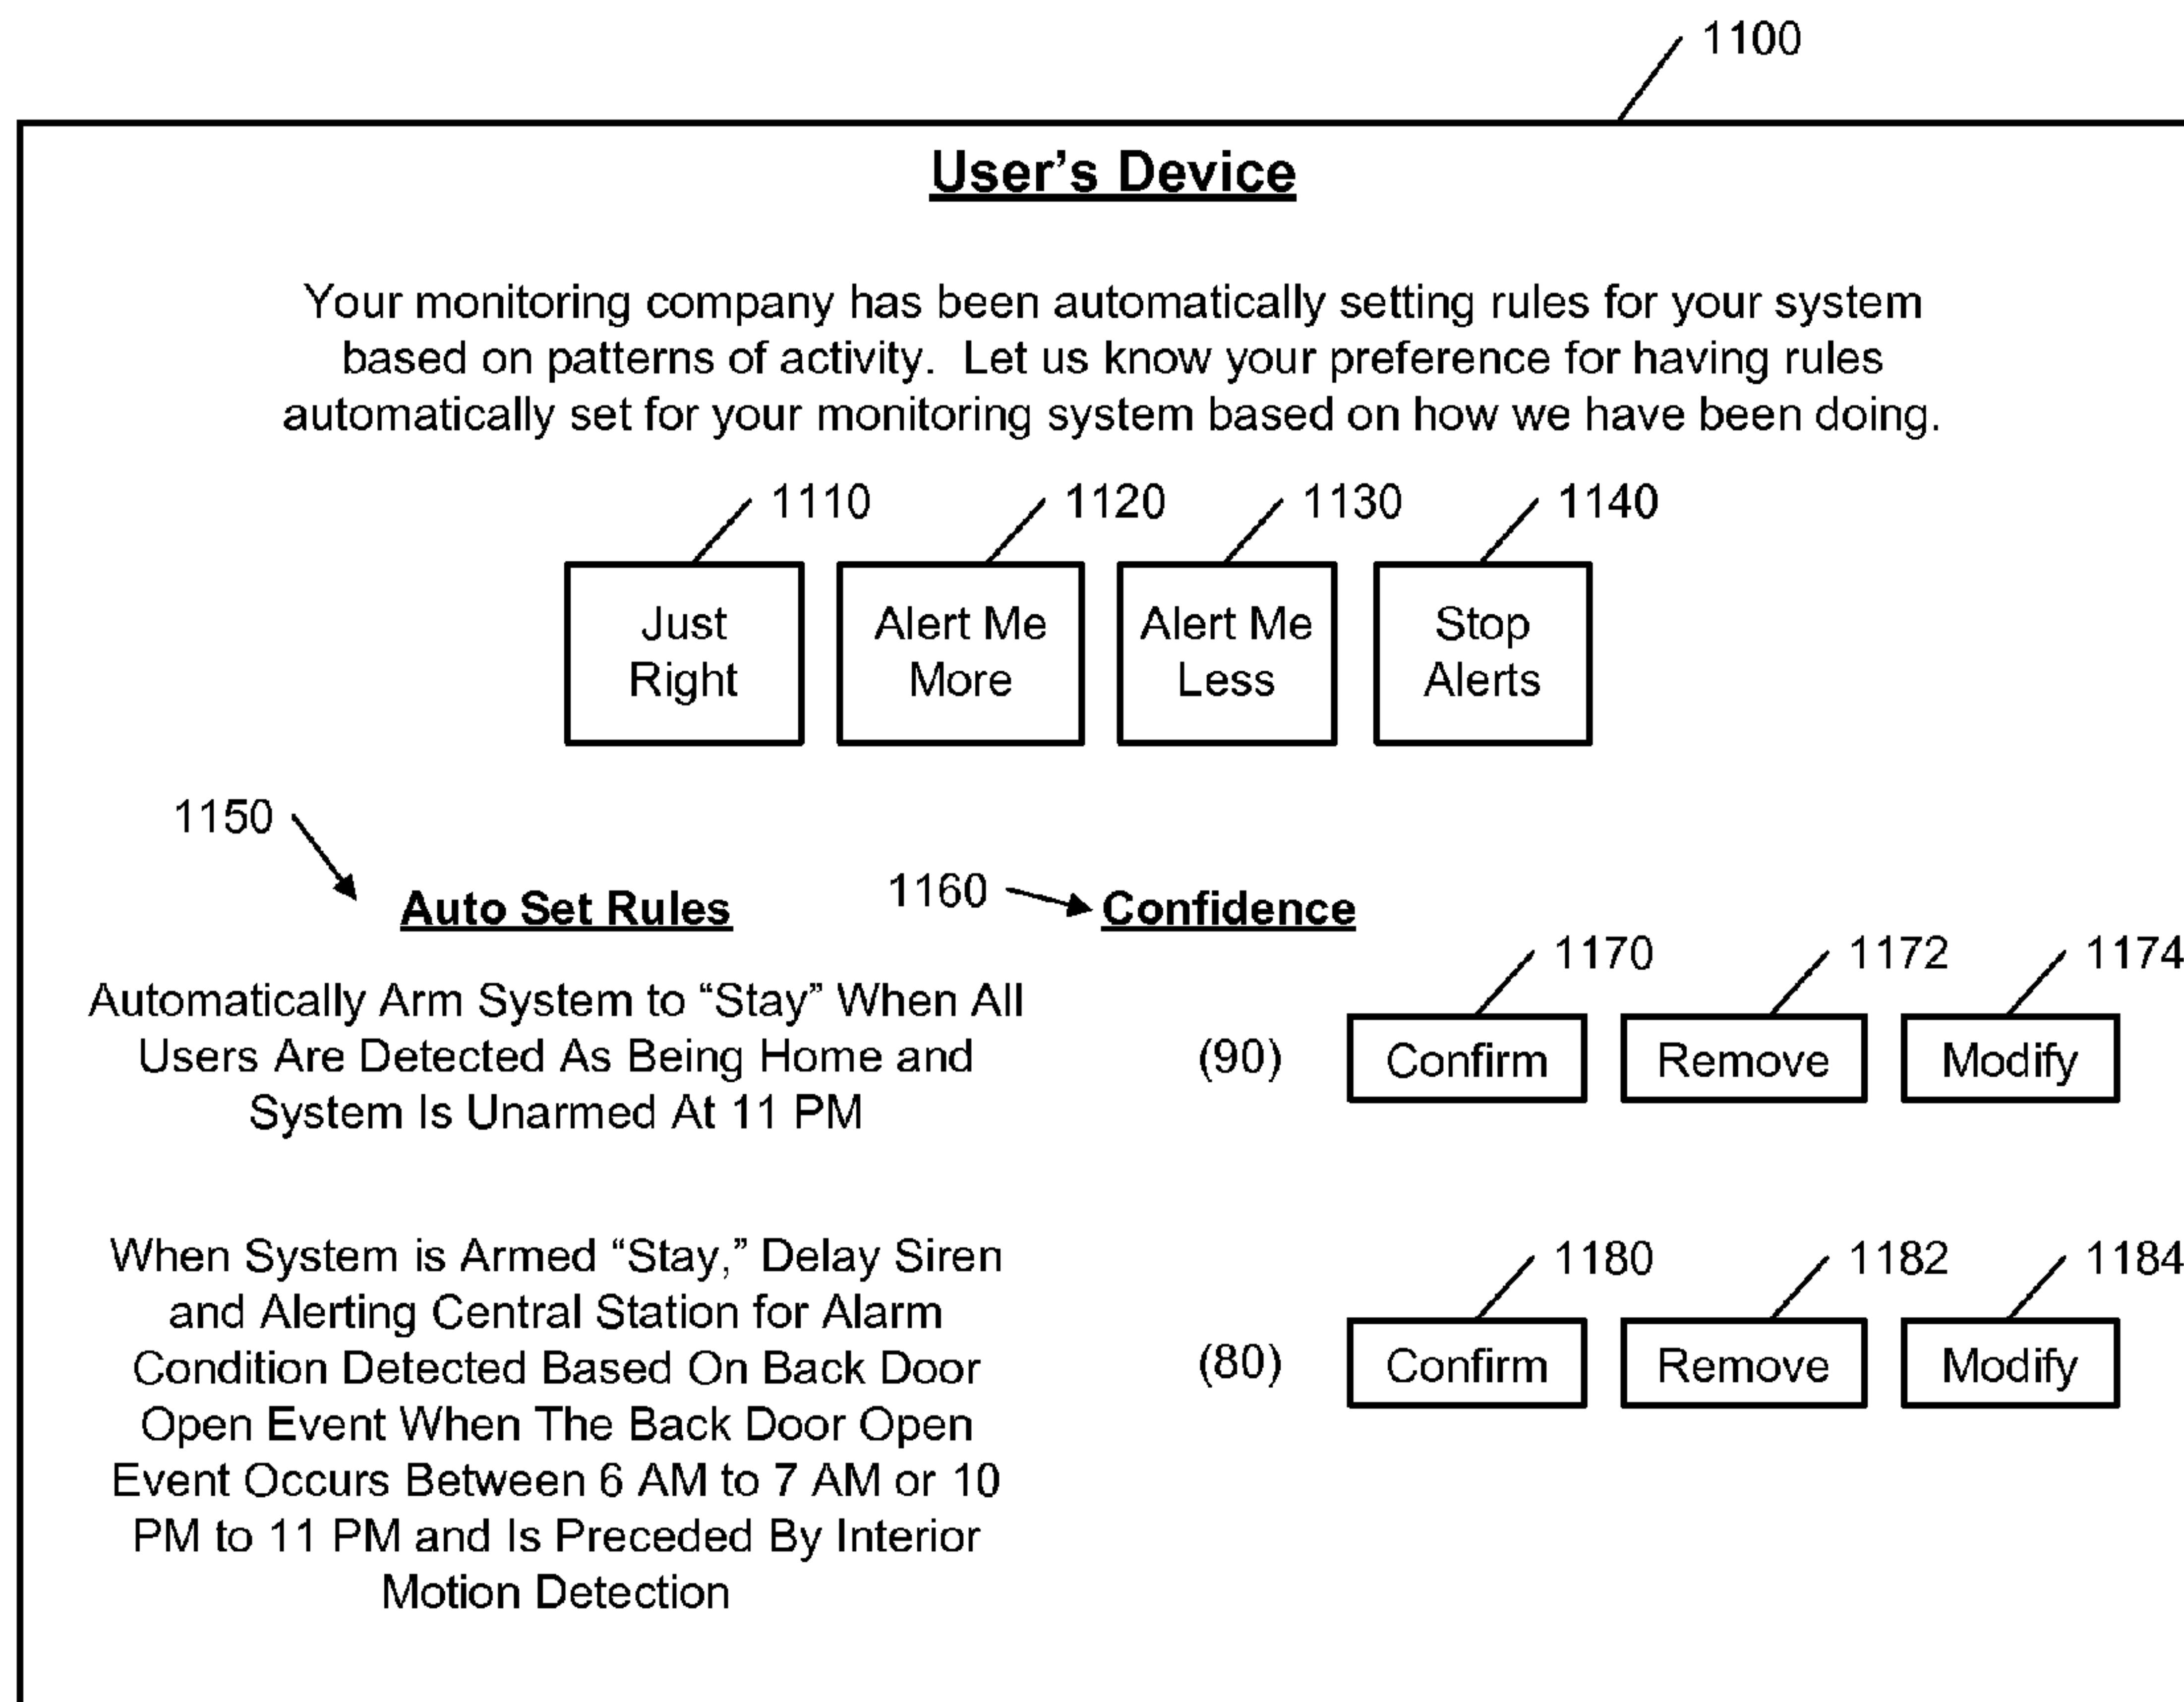 1100
User's Device
Your monitoring company has been automatically setting rules for your system
based on patterns of activity.  Let us know your preference for having rules
automatically set for your monitoring system based on how we have been doing.
1110 1120 1130 1140
Just Right
Alert Me More
Alert Me Less
Stop Alerts
1150
Auto Set Rules
1160
Confidence
1170 1172 1174
Automatically Arm System to “Stay” When All
Users Are Detected As Being Home and
System Is Unarmed At 11 PM
(90) Confirm Remove Modify
1180 1182 1184
When System is Armed “Stay,” Delay Siren
and Alerting Central Station for Alarm
Condition Detected Based On Back Door
Open Event When The Back Door Open
Event Occurs Between 6 AM to 7 AM or 10
PM to 11 PM and Is Preceded By Interior
Motion Detection
(80) Confirm Remove Modify